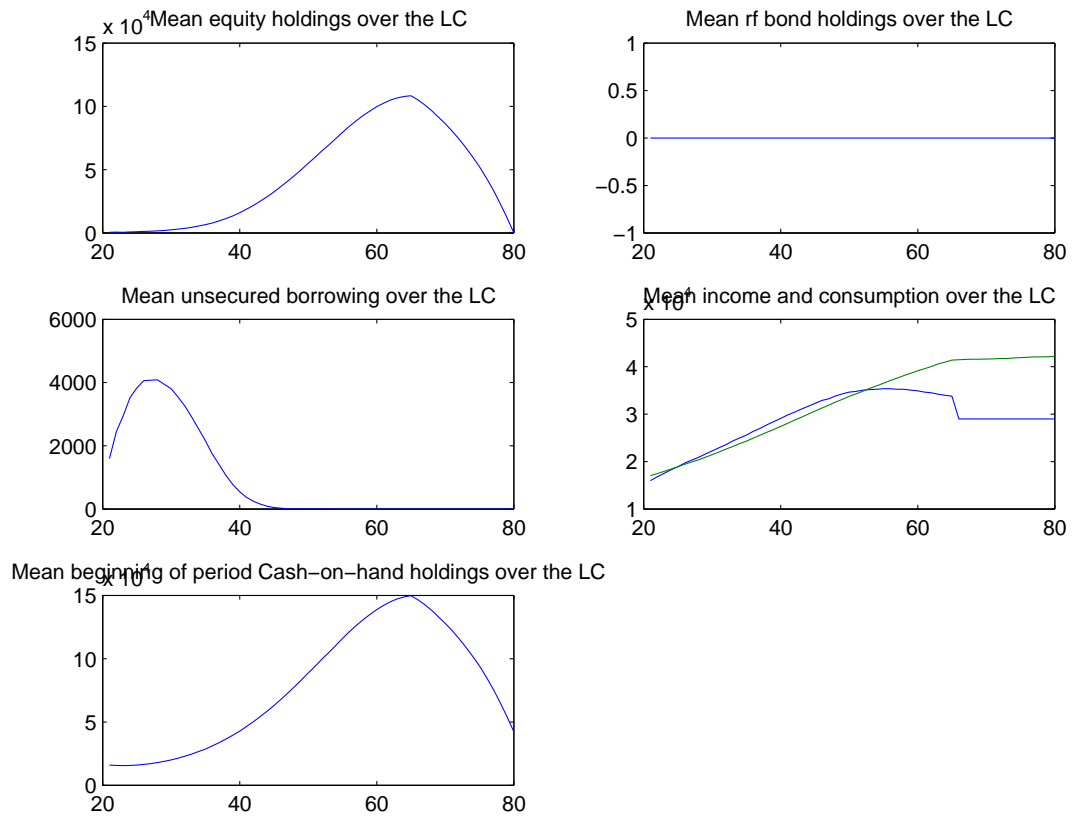 Mean equity holdings over the LC
x 10^4
15
10
5
0
20 40 60 80
Mean rf bond holdings over the LC
1
0.5
0
−0.5
−1
20 40 60 80
Mean unsecured borrowing over the LC
6000
4000
2000
0
20 40 60 80
Mean income and consumption over the LC
x 10^4
5
4
3
2
1
20 40 60 80
Mean beginning of period Cash−on−hand holdings over the LC
x 10^4
15
10
5
0
20 40 60 80